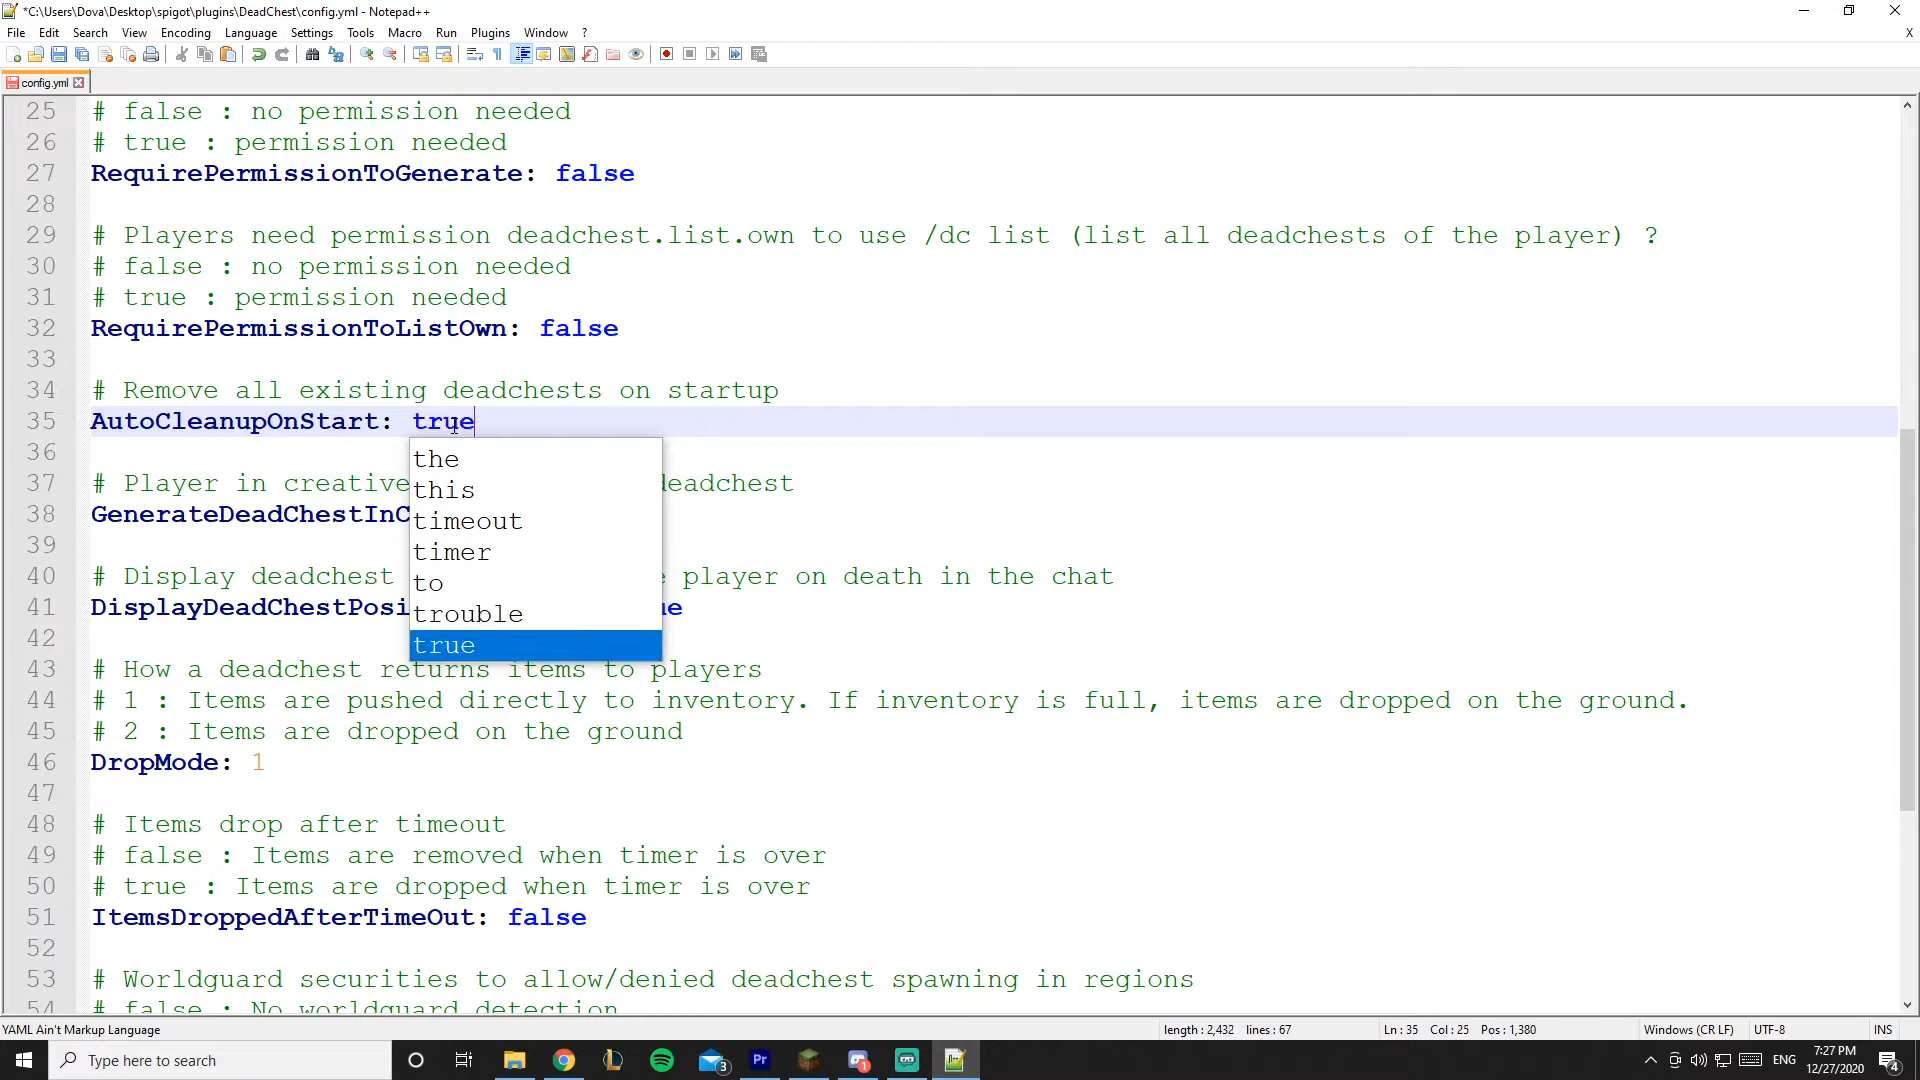 *C:\Users\Dova\Desktop\spigot\plugins\DeadChest\config.yml - Notepad++
File Edit Search View Encoding Language Settings Tools Macro Run Plugins Window ? X
config.yml
25 # false : no permission needed
26 # true : permission needed
27 RequirePermissionToGenerate: false
28
29 # Players need permission deadchest.list.own to use /dc list (list all deadchests of the player) ?
30 # false : no permission needed
31 # true : permission needed
32 RequirePermissionToListOwn: false
33
34 # Remove all existing deadchests on startup
35 AutoCleanupOnStart: true
36
the
37 # Player in creative deadchest
this
38 GenerateDeadChestInC
timeout
39
timer
40 # Display deadchest player on death in the chat
to
41 DisplayDeadChestPosi
trouble
42
true
43 # How a deadchest returns items to players
44 # 1 : Items are pushed directly to inventory. If inventory is full, items are dropped on the ground.
45 # 2 : Items are dropped on the ground
46 DropMode: 1
47
48 # Items drop after timeout
49 # false : Items are removed when timer is over
50 # true : Items are dropped when timer is over
51 ItemsDroppedAfterTimeOut: false
52
53 # Worldguard securities to allow/denied deadchest spawning in regions
54 # false : No worldguard detection
YAML Ain't Markup Language length : 2,432 lines : 67 Ln : 35 Col : 25 Pos : 1,380 Windows (CR LF) UTF-8 INS
Type here to search 3 Pr 1 ENG 7:27 PM 4
12/27/2020